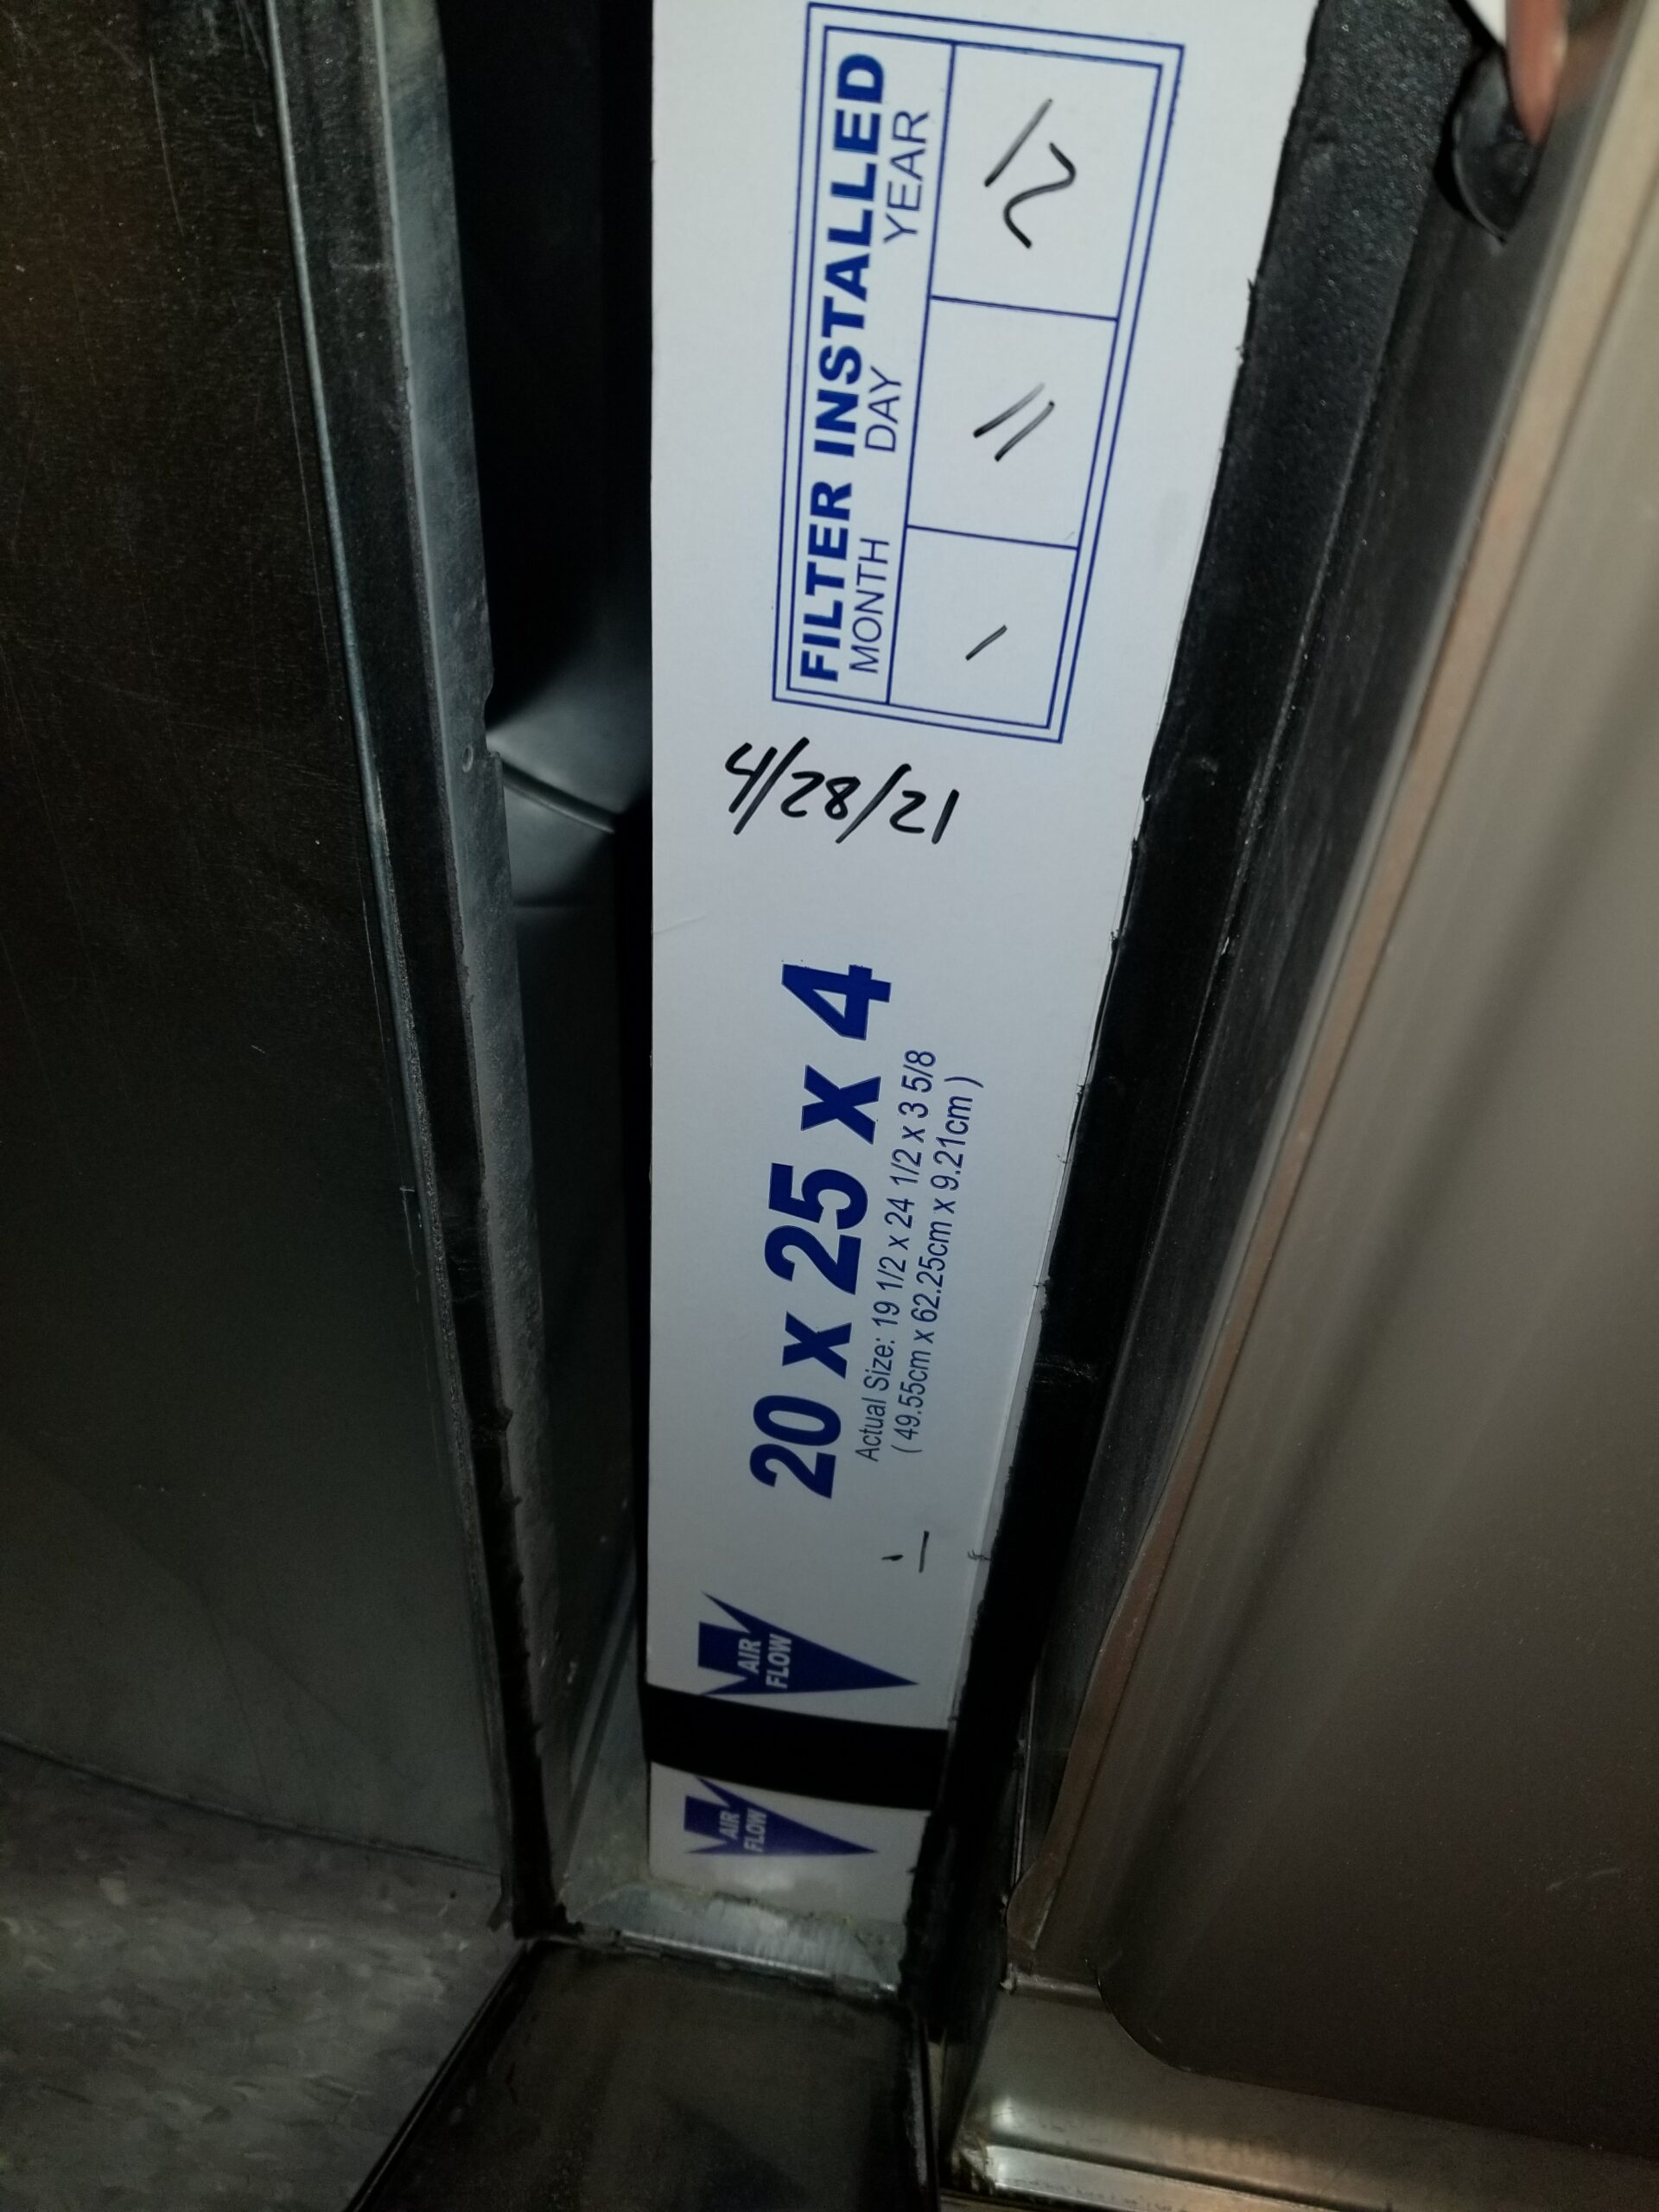 FILTER INSTALLED
MONTH DAY YEAR
1 11 21
4/28/21
20 x 25 x 4
Actual Size: 19 1/2 x 24 1/2 x 3 5/8
( 49.55cm x 62.25cm x 9.21cm )
AIR
FLOW
AIR
FLOW